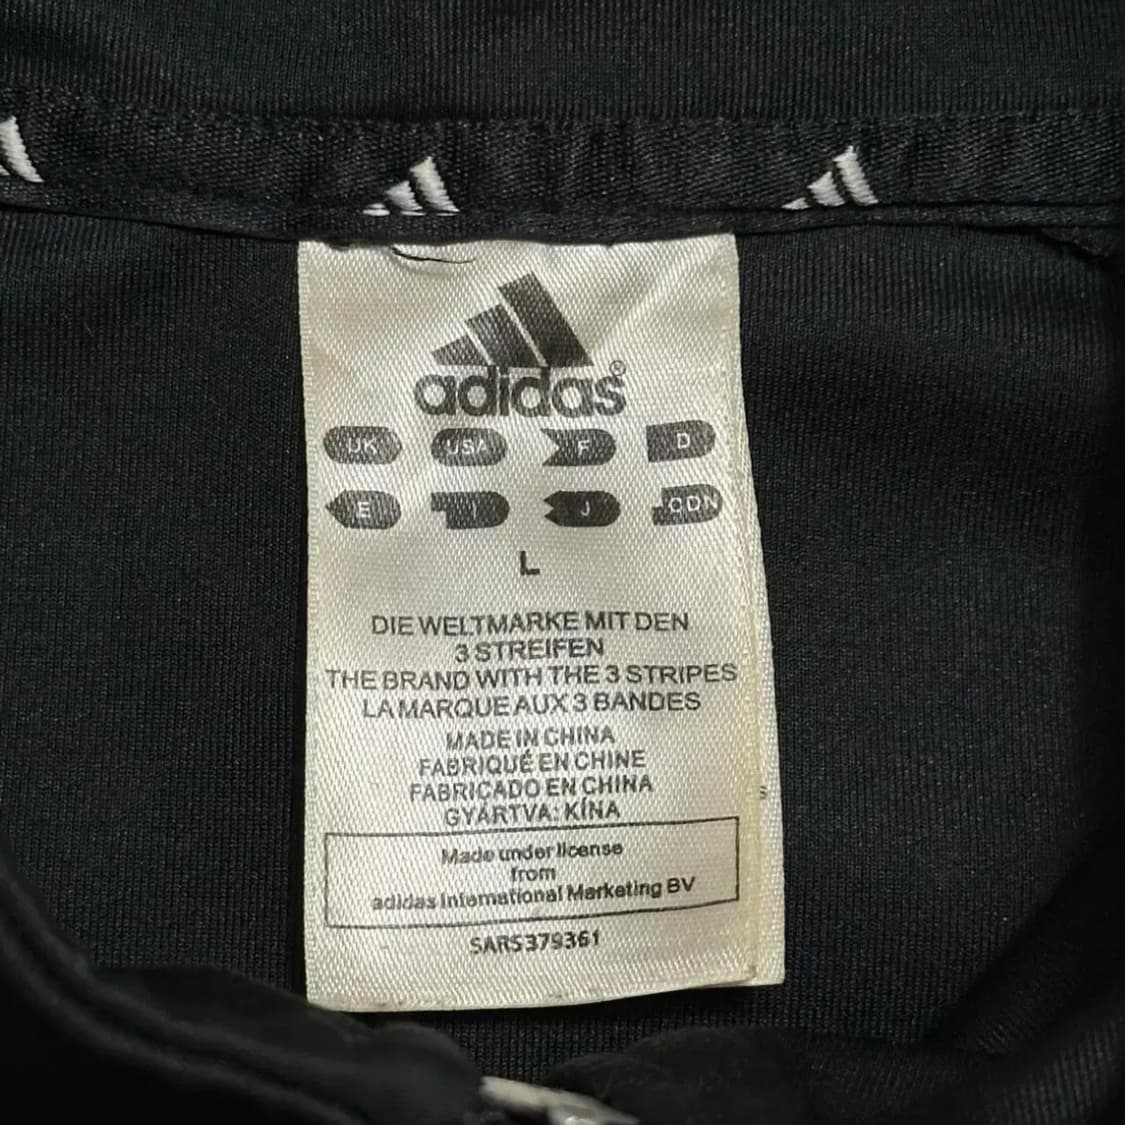 adidas®
UK USA F D
E I J CDN
L
DIE WELTMARKE MIT DEN
3 STREIFEN
THE BRAND WITH THE 3 STRIPES
LA MARQUE AUX 3 BANDES
MADE IN CHINA
FABRIQUÉ EN CHINE
FABRICADO EN CHINA
GYÁRTVA: KÍNA
Made under license
from
adidas International Marketing BV
SARS379361
S